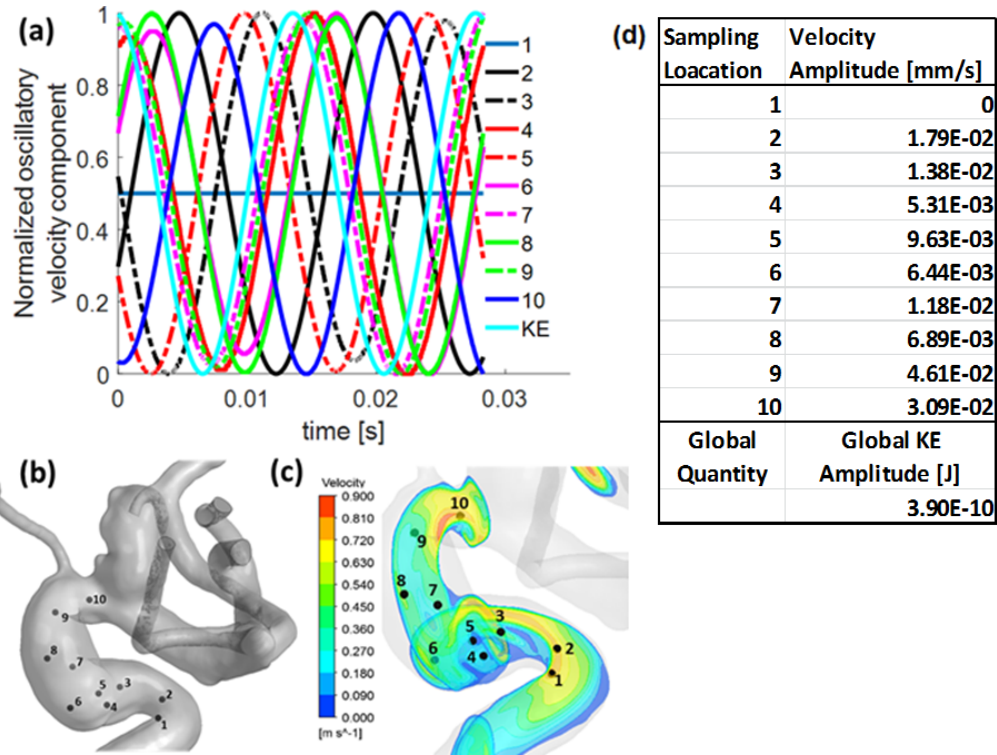 (a)
Normalized oscillatory
velocity component
1
0.8
0.6
0.4
0.2
0
0
0.01
0.02
0.03
time [s]
1
2
3
4
5
6
7
8
9
10
KE
(d)
Sampling Loacation
Velocity Amplitude [mm/s]
1 0
2 1.79E-02
3 1.38E-02
4 5.31E-03
5 9.63E-03
6 6.44E-03
7 1.18E-02
8 6.89E-03
9 4.61E-02
10 3.09E-02
Global Quantity
Global KE Amplitude [J]
3.90E-10
(b)
10
9
8
7
5
3
6
4
2
1
(c)
Velocity
0.900
0.810
0.720
0.630
0.540
0.450
0.360
0.270
0.180
0.090
0.000
[m s^-1]
10
9
8
7
3
5
6
4
2
1